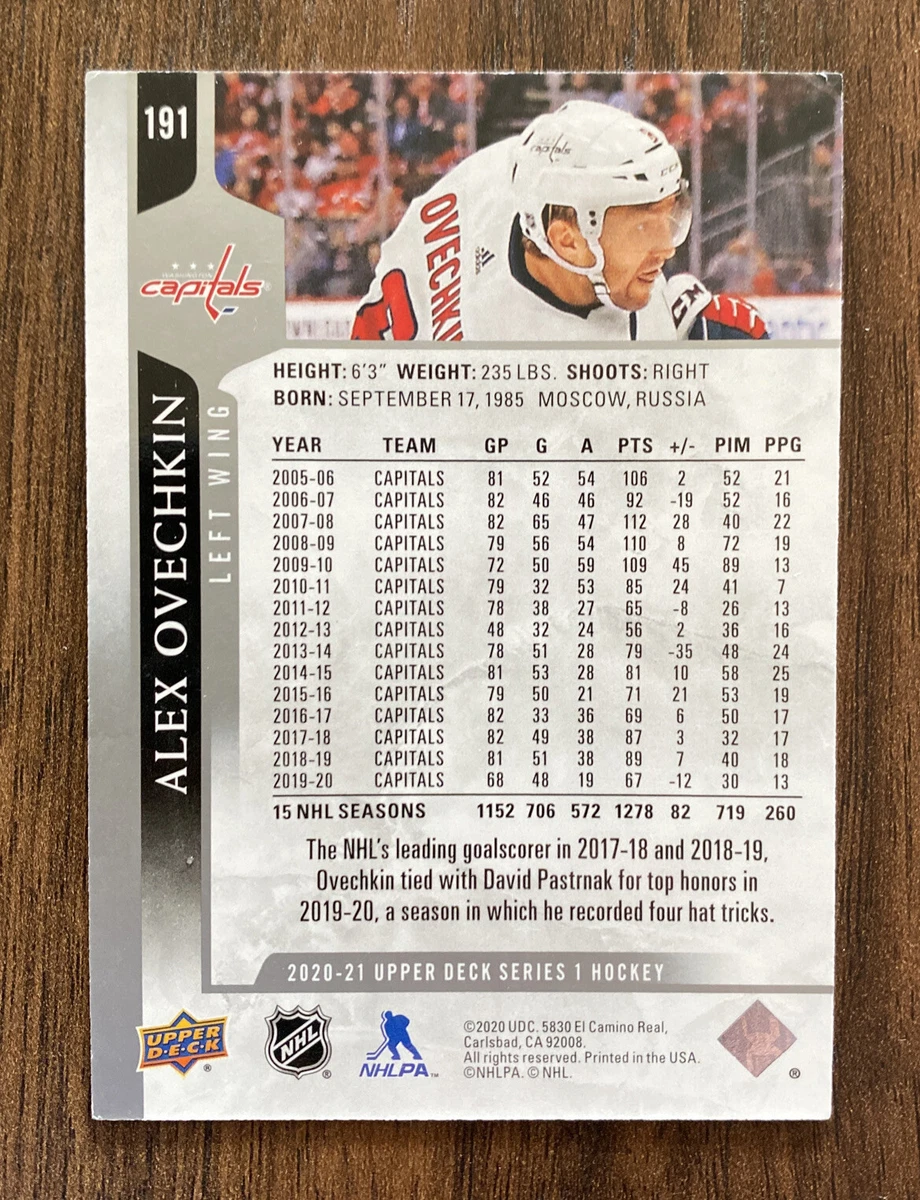 191
WASHINGTON
capitals®
capitals
CCM
OVECHKI
adidas
CCM
ALEX OVECHKIN
LEFT WING
HEIGHT: 6'3" WEIGHT: 235 LBS. SHOOTS: RIGHT
BORN: SEPTEMBER 17, 1985 MOSCOW, RUSSIA
YEAR TEAM GP G A PTS +/- PIM PPG
2005-06 CAPITALS 81 52 54 106 2 52 21
2006-07 CAPITALS 82 46 46 92 -19 52 16
2007-08 CAPITALS 82 65 47 112 28 40 22
2008-09 CAPITALS 79 56 54 110 8 72 19
2009-10 CAPITALS 72 50 59 109 45 89 13
2010-11 CAPITALS 79 32 53 85 24 41 7
2011-12 CAPITALS 78 38 27 65 -8 26 13
2012-13 CAPITALS 48 32 24 56 2 36 16
2013-14 CAPITALS 78 51 28 79 -35 48 24
2014-15 CAPITALS 81 53 28 81 10 58 25
2015-16 CAPITALS 79 50 21 71 21 53 19
2016-17 CAPITALS 82 33 36 69 6 50 17
2017-18 CAPITALS 82 49 38 87 3 32 17
2018-19 CAPITALS 81 51 38 89 7 40 18
2019-20 CAPITALS 68 48 19 67 -12 30 13
15 NHL SEASONS 1152 706 572 1278 82 719 260
The NHL's leading goalscorer in 2017-18 and 2018-19,
Ovechkin tied with David Pastrnak for top honors in
2019-20, a season in which he recorded four hat tricks.
2020-21 UPPER DECK SERIES 1 HOCKEY
UPPER
D·E·C·K
®
NHL
®
NHLPA™
©2020 UDC. 5830 El Camino Real,
Carlsbad, CA 92008.
All rights reserved. Printed in the USA.
©NHLPA. © NHL.
®